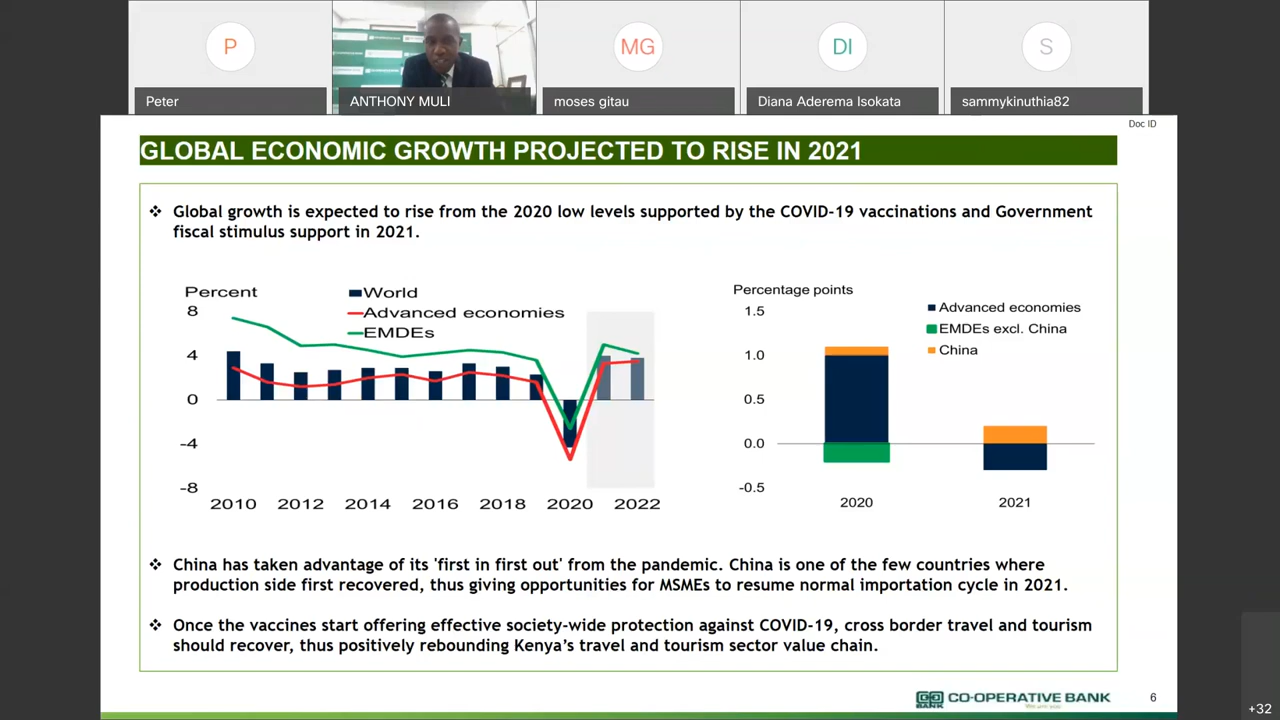 P
MG
DI
S
Peter
ANTHONY MULI
moses gitau
Diana Aderema Isokata
sammykinuthia82
Doc ID
GLOBAL ECONOMIC GROWTH PROJECTED TO RISE IN 2021
❖ Global growth is expected to rise from the 2020 low levels supported by the COVID-19 vaccinations and Government
fiscal stimulus support in 2021.
Percent
World
Advanced economies
EMDEs
8
4
0
-4
-8
2010 2012 2014 2016 2018 2020 2022
Percentage points
Advanced economies
EMDEs excl. China
China
1.5
1.0
0.5
0.0
-0.5
2020 2021
❖ China has taken advantage of its 'first in first out' from the pandemic. China is one of the few countries where
production side first recovered, thus giving opportunities for MSMEs to resume normal importation cycle in 2021.
❖ Once the vaccines start offering effective society-wide protection against COVID-19, cross border travel and tourism
should recover, thus positively rebounding Kenya's travel and tourism sector value chain.
BANK
CO-OPERATIVE BANK
We are you
6
+32